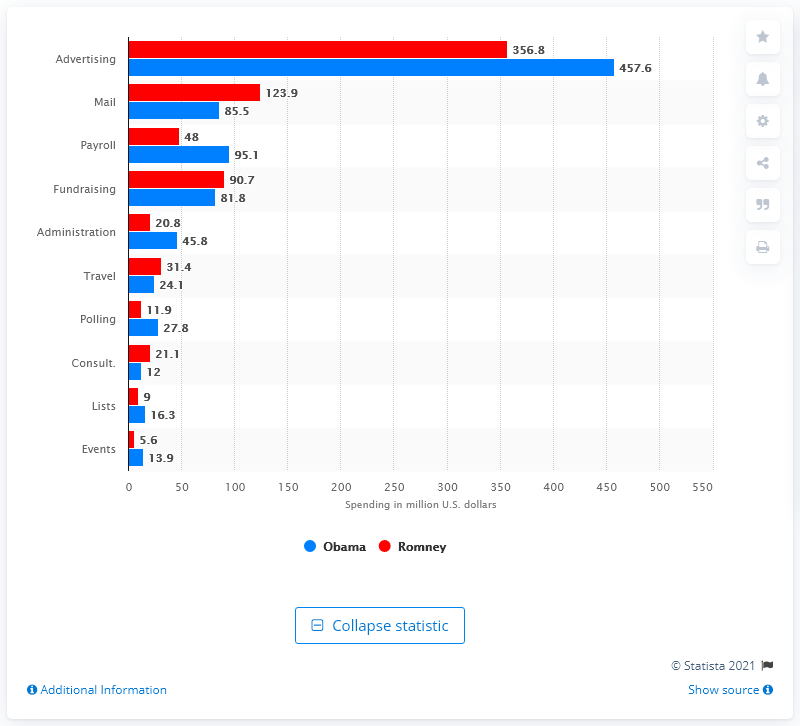 Advertising
356.8
457.6
Mail
123.9
85.5
Payroll
48
95.1
Fundraising
90.7
81.8
Administration
20.8
45.8
Travel
31.4
24.1
Polling
11.9
27.8
Consult.
21.1
12
Lists
9
16.3
Events
5.6
13.9
0 50 100 150 200 250 300 350 400 450 500 550
Spending in million U.S. dollars
Obama Romney
Collapse statistic
© Statista 2021
Additional Information Show source